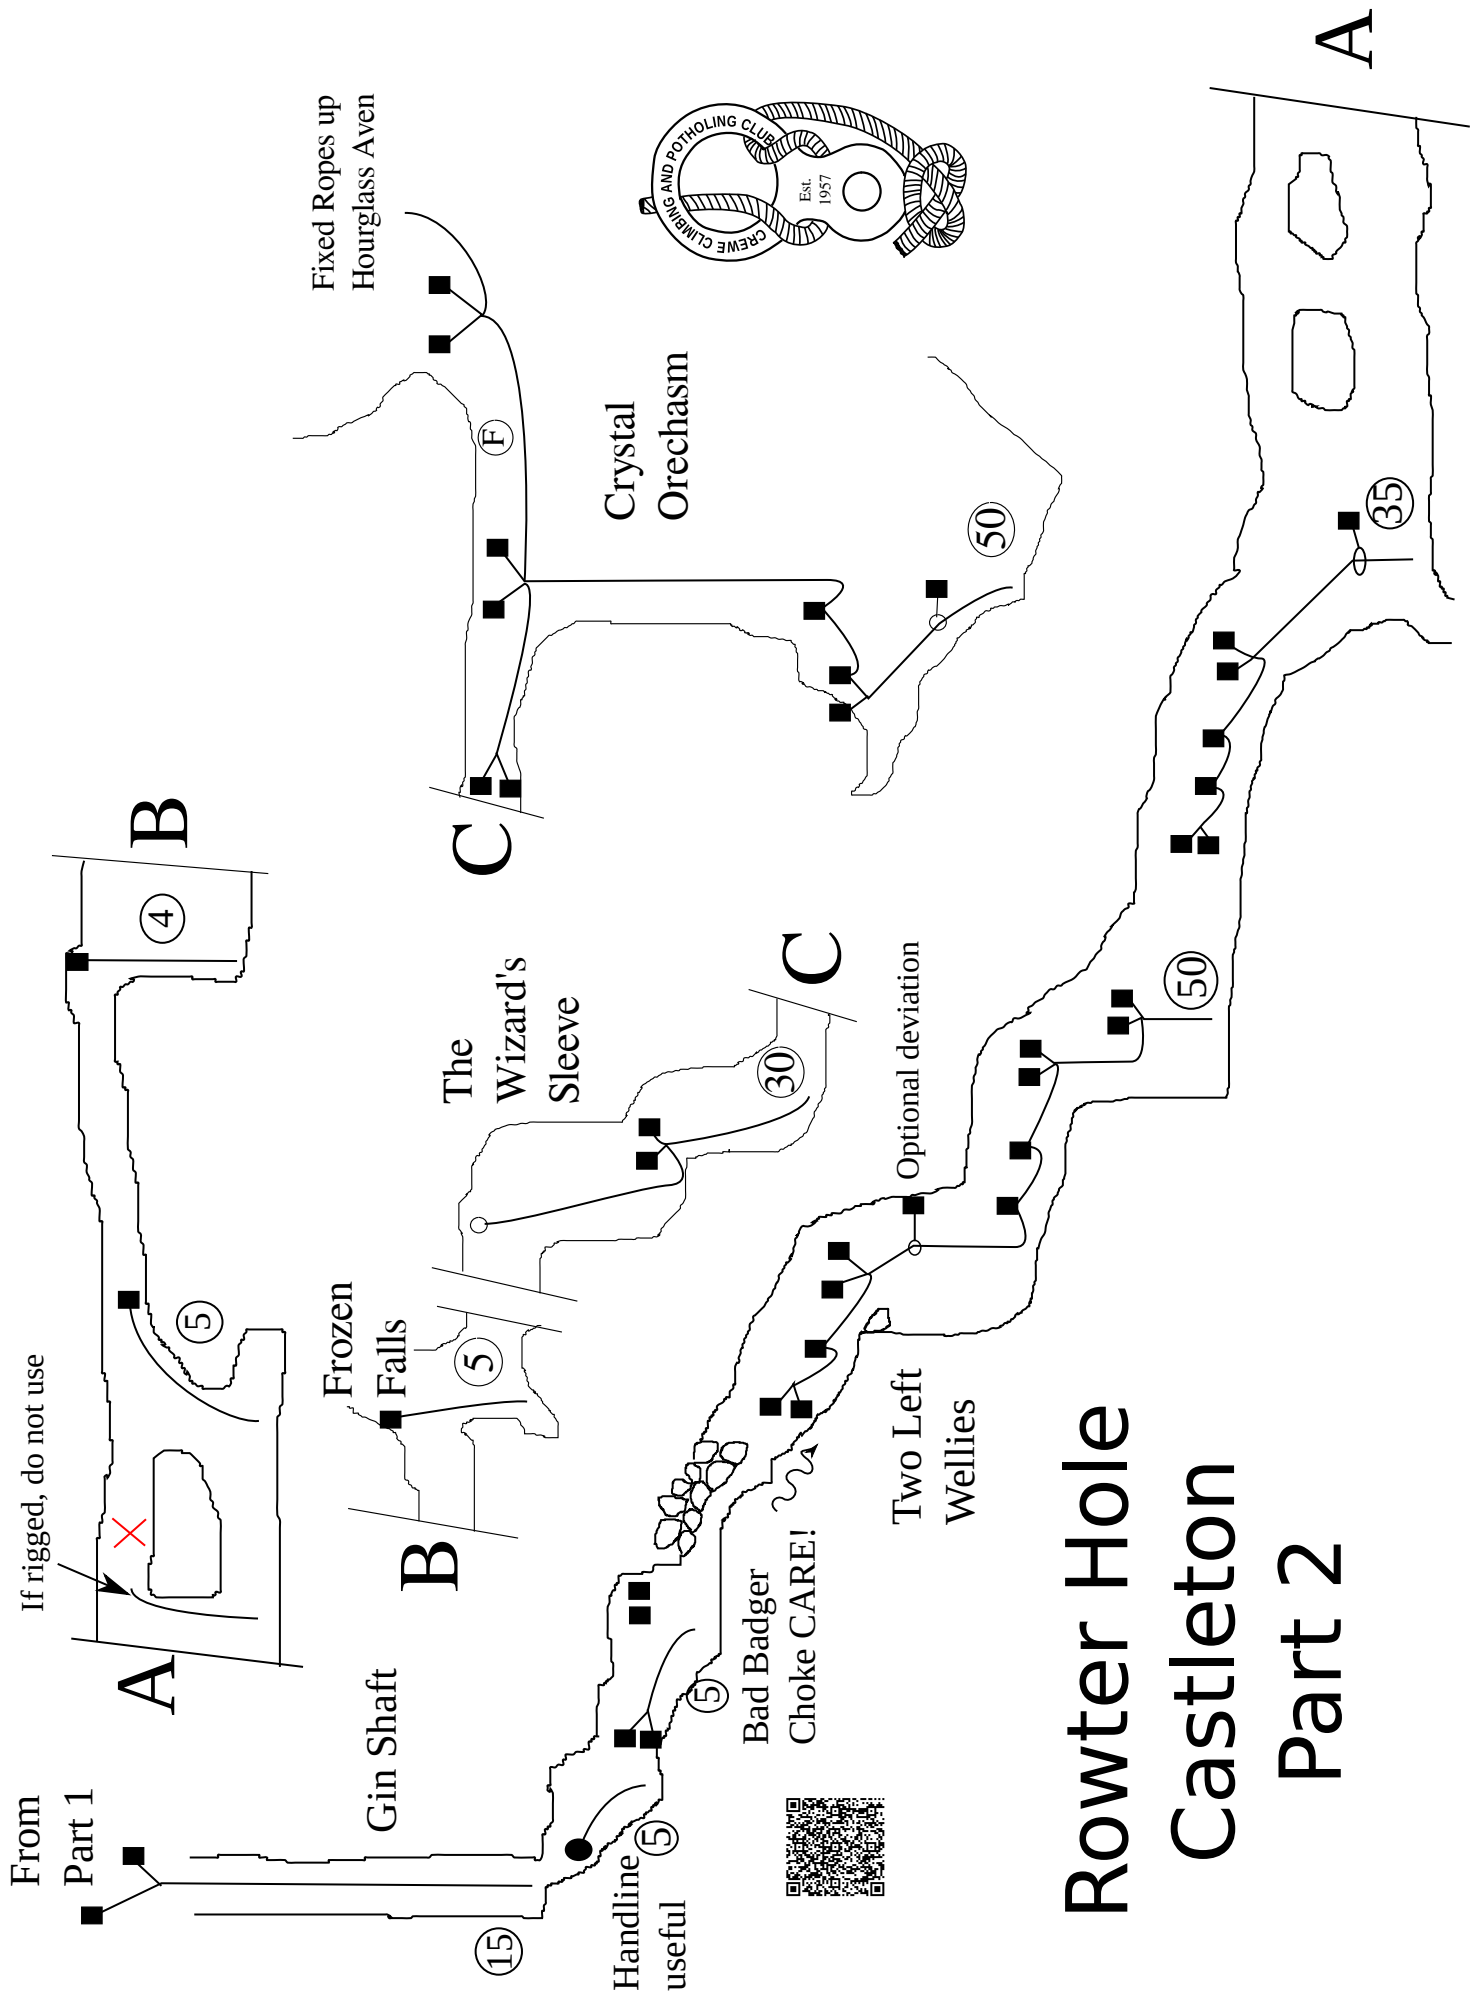 From
Part 1
Gin Shaft
15
Handline
useful
5
5
Bad Badger
Choke CARE!
Two Left
Wellies
Optional deviation
50
35
A
A
If rigged, do not use
5
4
B
B
Frozen
Falls
5
The
Wizard's
Sleeve
30
C
C
F
Fixed Ropes up
Hourglass Aven
Crystal
Orechasm
50
CREWE CLIMBING AND POTHOLING CLUB
Est.
1957
Rowter Hole
Castleton
Part 2